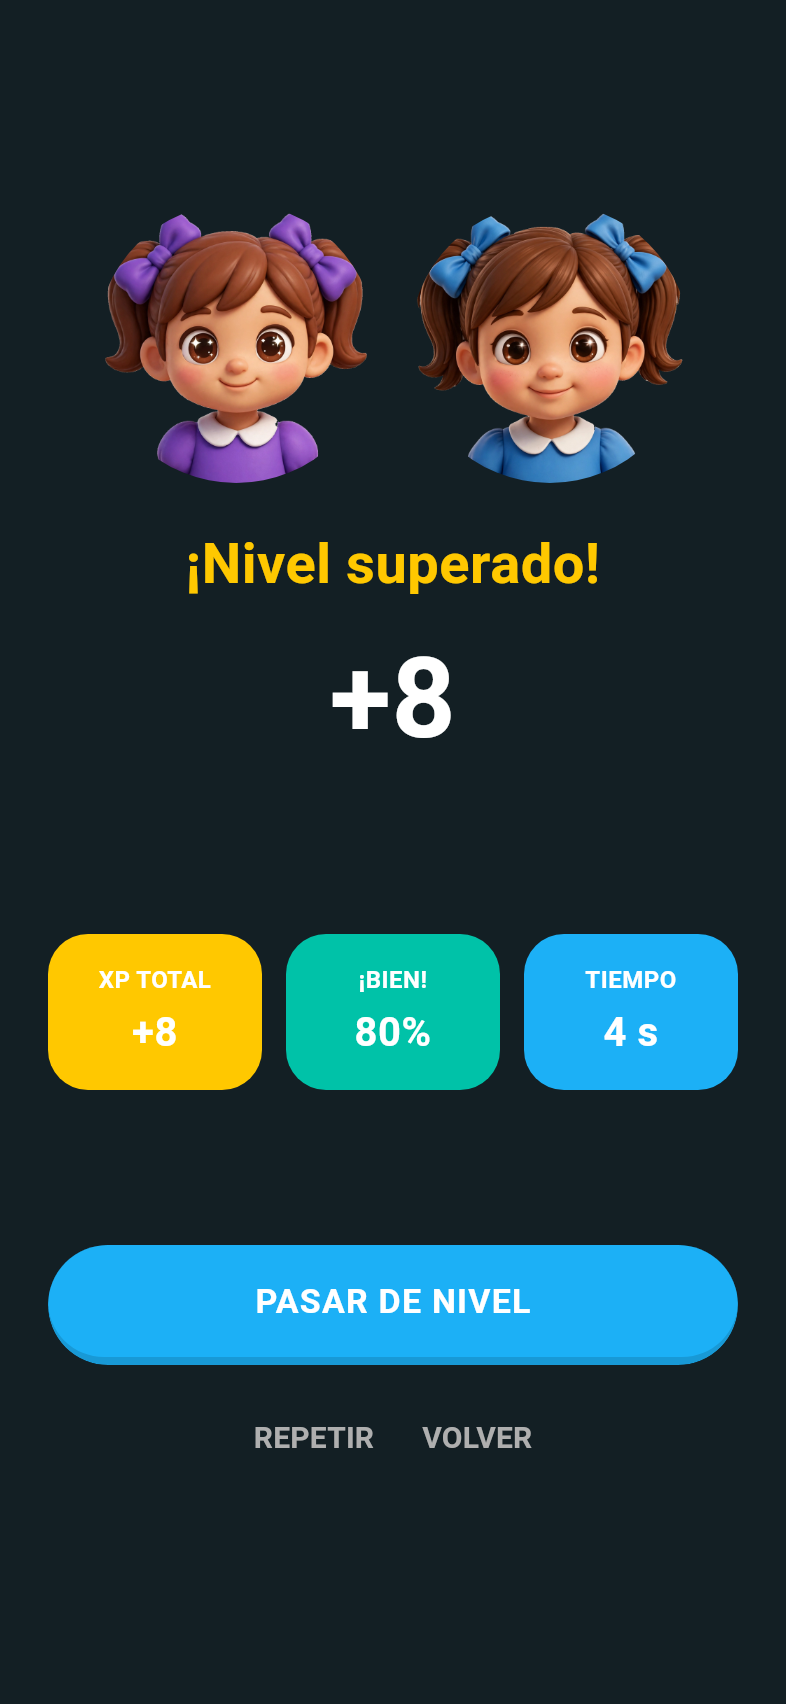 ¡Nivel superado!
+8
XP TOTAL
+8
¡BIEN!
80%
TIEMPO
4 s
PASAR DE NIVEL
REPETIR
VOLVER